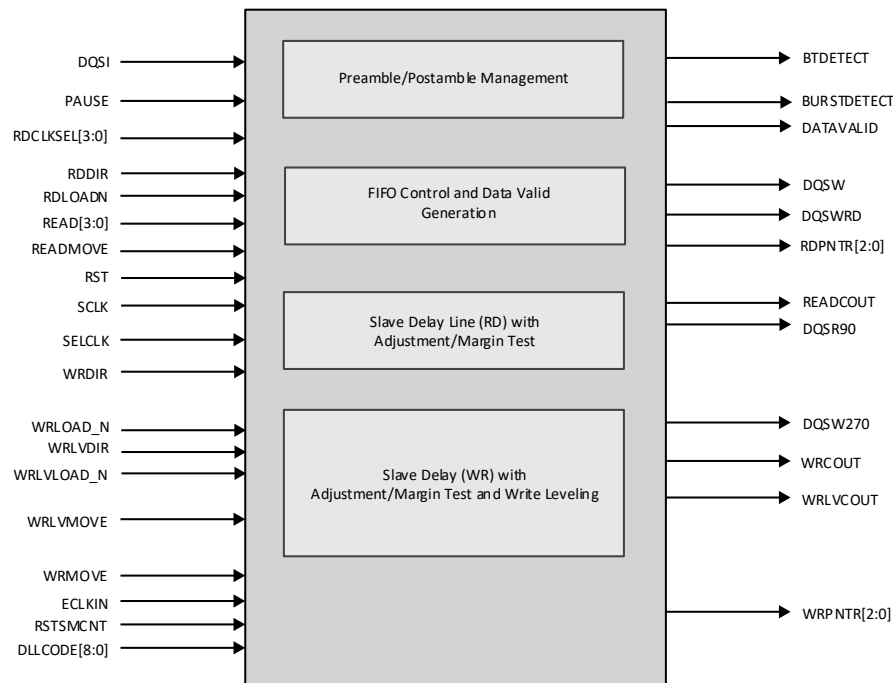 DQSI
PAUSE
RDCLKSEL[3:0]
RDDIR
RDLOADN
READ[3:0]
READMOVE
RST
SCLK
SELCLK
WRDIR
WRLOAD_N
WRLVDIR
WRLVLOAD_N
WRLVMOVE
WRMOVE
ECLKIN
RSTSMCNT
DLLCODE[8:0]
Preamble/Postamble Management
FIFO Control and Data Valid
Generation
Slave Delay Line (RD) with
Adjustment/Margin Test
Slave Delay (WR) with
Adjustment/Margin Test and Write Leveling
BTDETECT
BURSTDETECT
DATAVALID
DQSW
DQSWRD
RDPNTR[2:0]
READCOUT
DQSR90
DQSW270
WRCOUT
WRLVCOUT
WRPNTR[2:0]